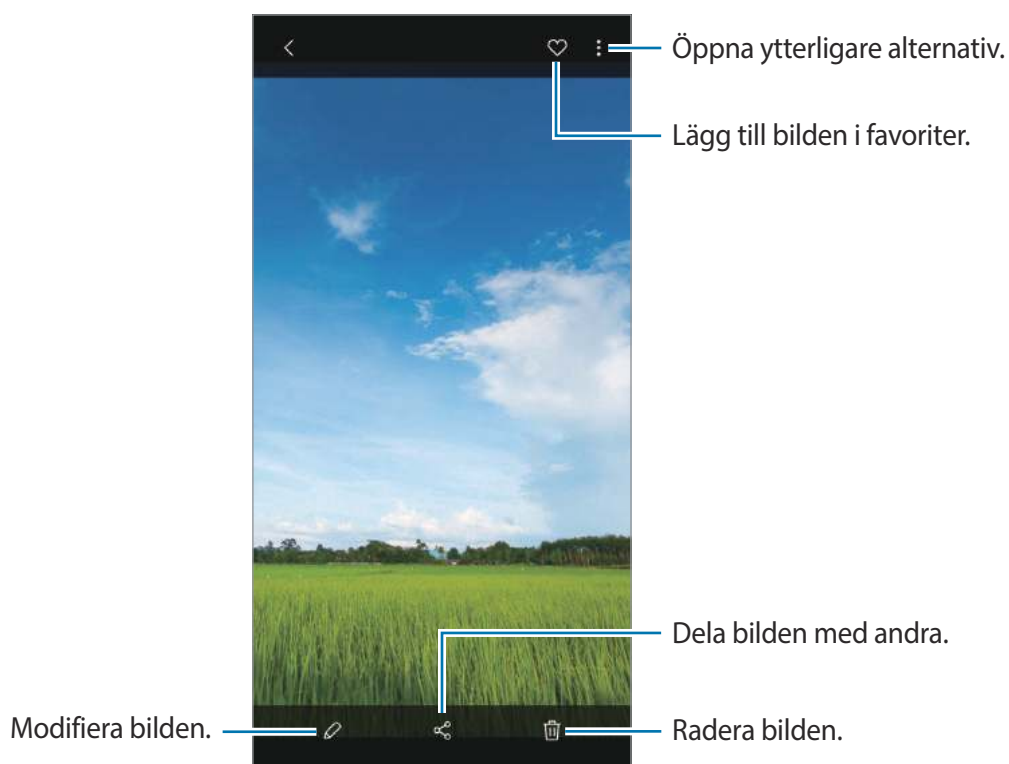 Öppna ytterligare alternativ.
Lägg till bilden i favoriter.
Dela bilden med andra.
Modifiera bilden.
Radera bilden.